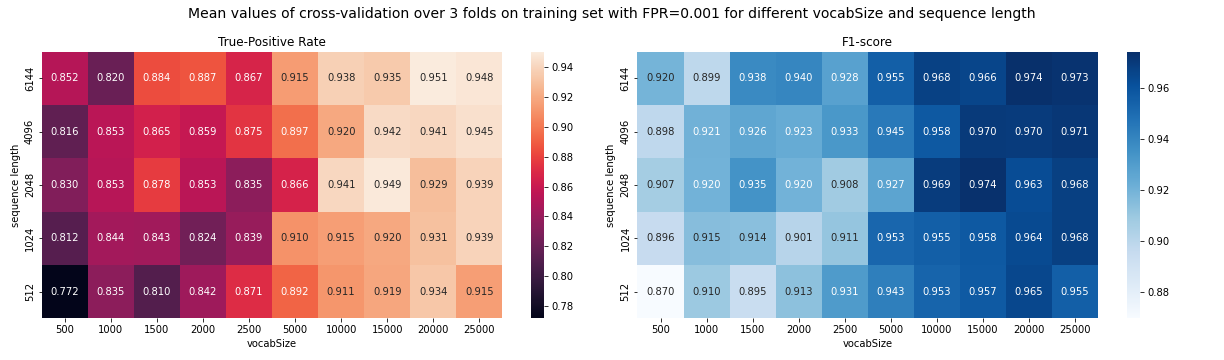 Mean values of cross-validation over 3 folds on training set with FPR=0.001 for different vocabSize and sequence length
True-Positive Rate
sequence length
6144 0.852 0.820 0.884 0.887 0.867 0.915 0.938 0.935 0.951 0.948
4096 0.816 0.853 0.865 0.859 0.875 0.897 0.920 0.942 0.941 0.945
2048 0.830 0.853 0.878 0.853 0.835 0.866 0.941 0.949 0.929 0.939
1024 0.812 0.844 0.843 0.824 0.839 0.910 0.915 0.920 0.931 0.939
512 0.772 0.835 0.810 0.842 0.871 0.892 0.911 0.919 0.934 0.915
500 1000 1500 2000 2500 5000 10000 15000 20000 25000
vocabSize
0.94
0.92
0.90
0.88
0.86
0.84
0.82
0.80
0.78
F1-score
sequence length
6144 0.920 0.899 0.938 0.940 0.928 0.955 0.968 0.966 0.974 0.973
4096 0.898 0.921 0.926 0.923 0.933 0.945 0.958 0.970 0.970 0.971
2048 0.907 0.920 0.935 0.920 0.908 0.927 0.969 0.974 0.963 0.968
1024 0.896 0.915 0.914 0.901 0.911 0.953 0.955 0.958 0.964 0.968
512 0.870 0.910 0.895 0.913 0.931 0.943 0.953 0.957 0.965 0.955
500 1000 1500 2000 2500 5000 10000 15000 20000 25000
vocabSize
0.96
0.94
0.92
0.90
0.88